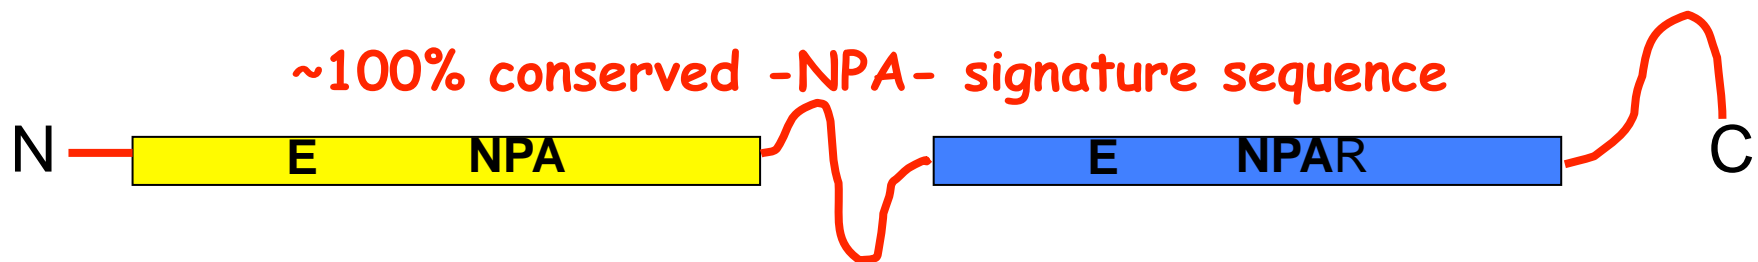 ~100% conserved -NPA- signature sequence
N E NPA E NPAR C